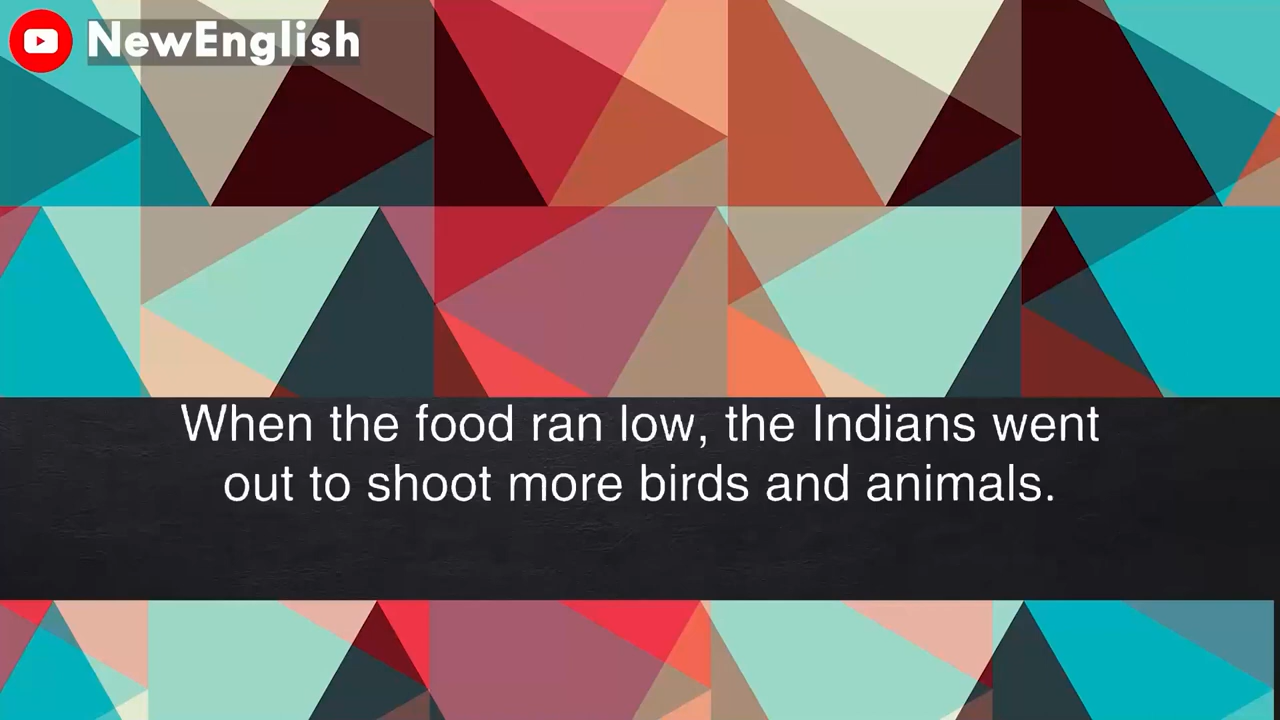 NewEnglish
When the food ran low, the Indians went
out to shoot more birds and animals.